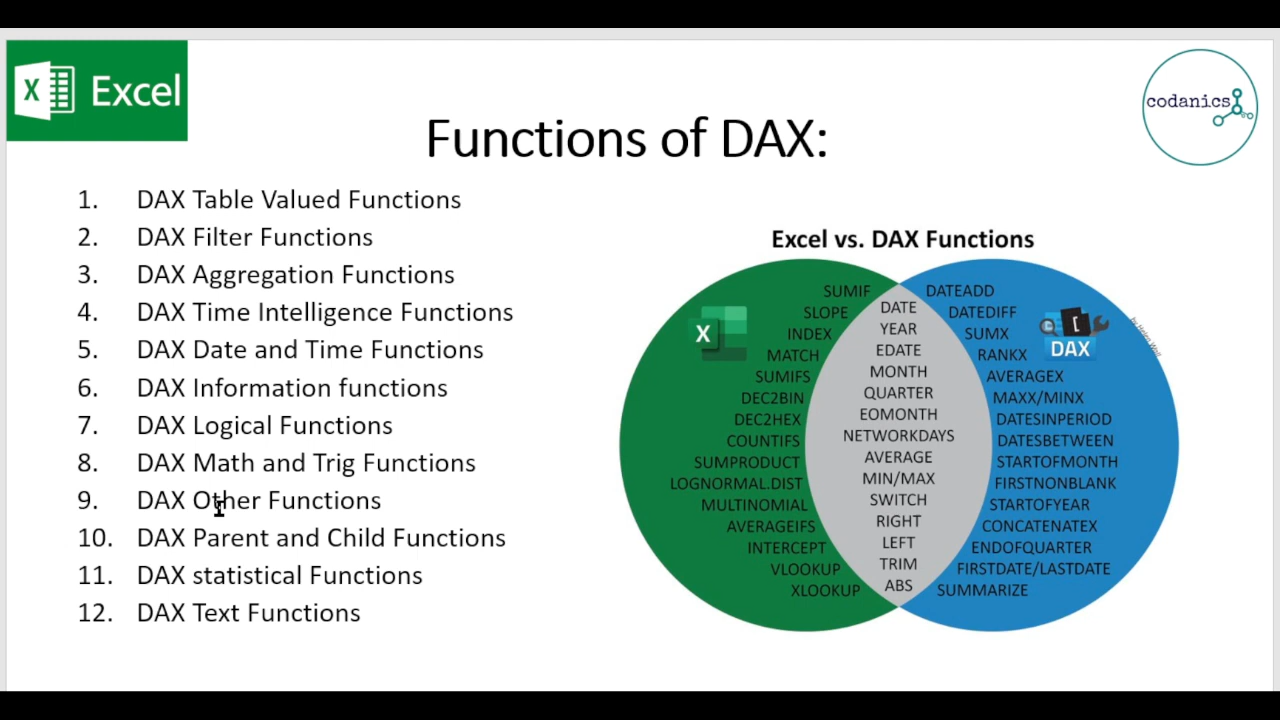 Excel
codanics
Functions of DAX:
1. DAX Table Valued Functions
2. DAX Filter Functions
3. DAX Aggregation Functions
4. DAX Time Intelligence Functions
5. DAX Date and Time Functions
6. DAX Information functions
7. DAX Logical Functions
8. DAX Math and Trig Functions
9. DAX Other Functions
10. DAX Parent and Child Functions
11. DAX statistical Functions
12. DAX Text Functions
Excel vs. DAX Functions
X
SUMIF
SLOPE
INDEX
MATCH
SUMIFS
DEC2BIN
DEC2HEX
COUNTIFS
SUMPRODUCT
LOGNORMAL.DIST
MULTINOMIAL
AVERAGEIFS
INTERCEPT
VLOOKUP
XLOOKUP
DATE
YEAR
EDATE
MONTH
QUARTER
EOMONTH
NETWORKDAYS
AVERAGE
MIN/MAX
SWITCH
RIGHT
LEFT
TRIM
ABS
DATEADD
DATEDIFF
SUMX
RANKX
AVERAGEX
MAXX/MINX
DATESINPERIOD
DATESBETWEEN
STARTOFMONTH
FIRSTNONBLANK
STARTOFYEAR
CONCATENATEX
ENDOFQUARTER
FIRSTDATE/LASTDATE
SUMMARIZE
DAX